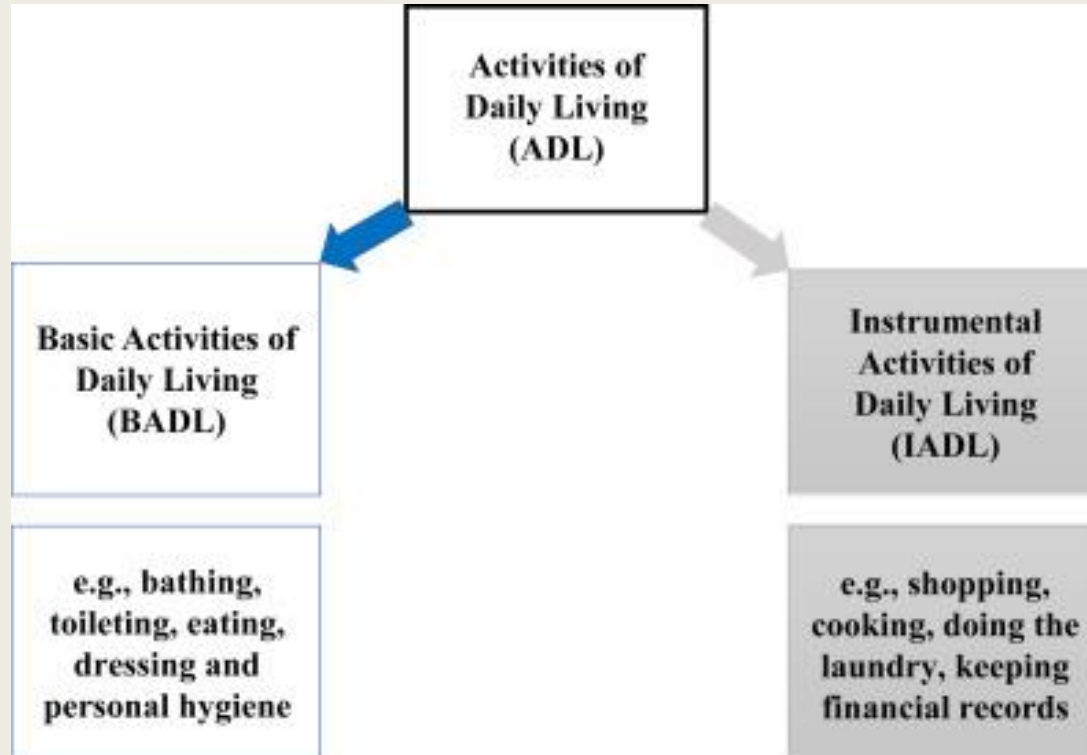 Activities of
Daily Living
(ADL)
Basic Activities of
Daily Living
(BADL)
Instrumental
Activities of
Daily Living
(IADL)
e.g., bathing,
toileting, eating,
dressing and
personal hygiene
e.g., shopping,
cooking, doing the
laundry, keeping
financial records